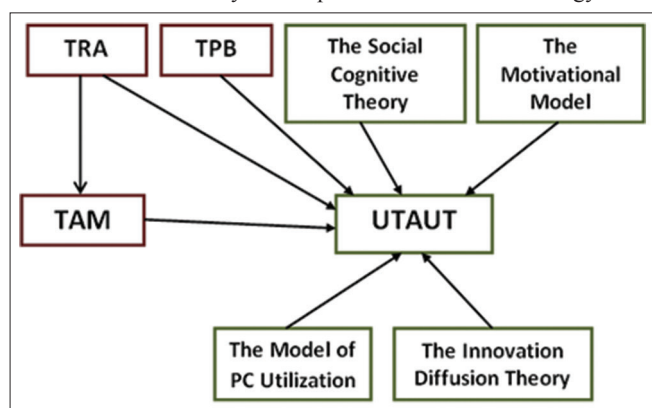 TRA
TPB
The Social
Cognitive
Theory
The
Motivational
Model
TAM
UTAUT
The Model of
PC Utilization
The Innovation
Diffusion Theory